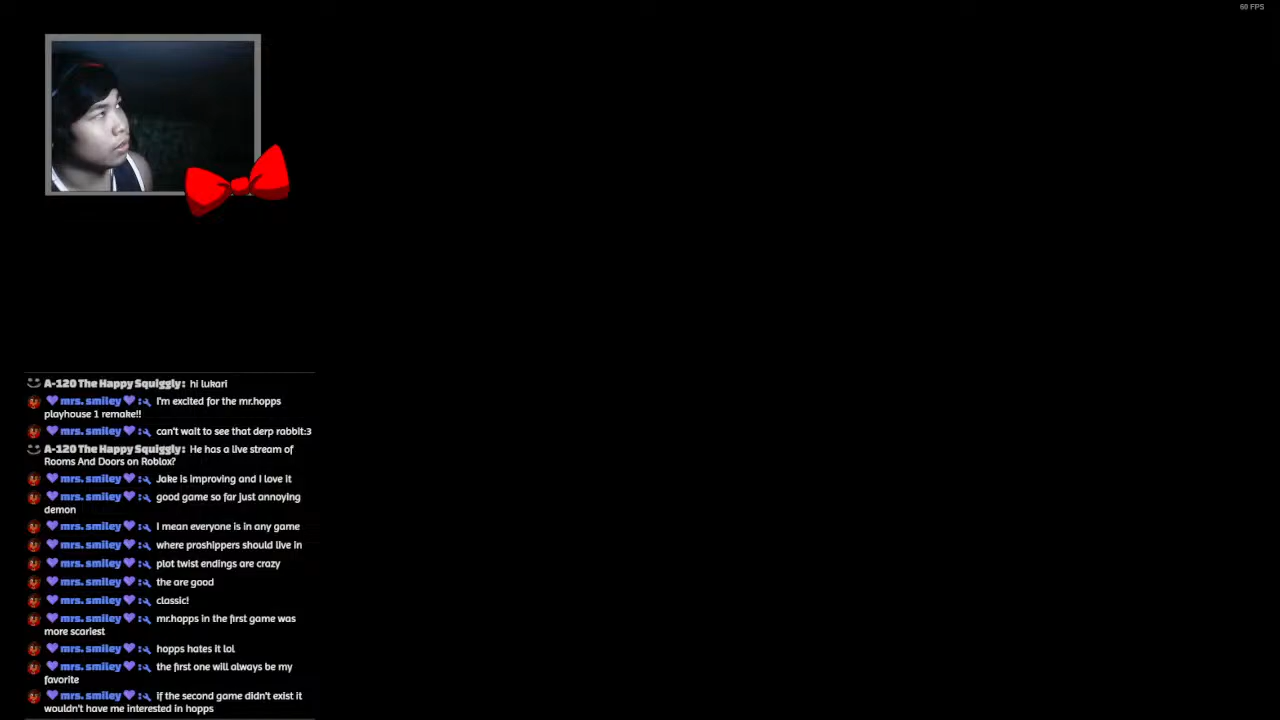 60 FPS
A-120 The Happy Squiggly: hi lukari
mrs. smiley: I'm excited for the mr.hopps
playhouse 1 remake!!
mrs. smiley: can't wait to see that derp rabbit:3
A-120 The Happy Squiggly: He has a live stream of
Rooms And Doors on Roblox?
mrs. smiley: Jake is improving and I love it
mrs. smiley: good game so far just annoying
demon
mrs. smiley: I mean everyone is in any game
mrs. smiley: where proshippers should live in
mrs. smiley: plot twist endings are crazy
mrs. smiley: the are good
mrs. smiley: classic!
mrs. smiley: mr.hopps in the first game was
more scariest
mrs. smiley: hopps hates it lol
mrs. smiley: the first one will always be my
favorite
mrs. smiley: if the second game didn't exist it
wouldn't have me interested in hopps